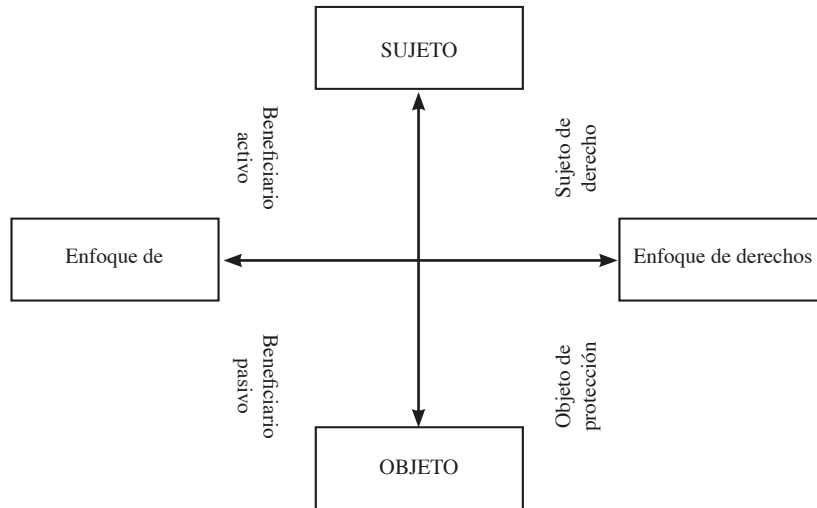 SUJETO
Beneficiario
activo
Sujeto de
derecho
Enfoque de
Enfoque de derechos
Beneficiario
pasivo
Objeto de
protección
OBJETO